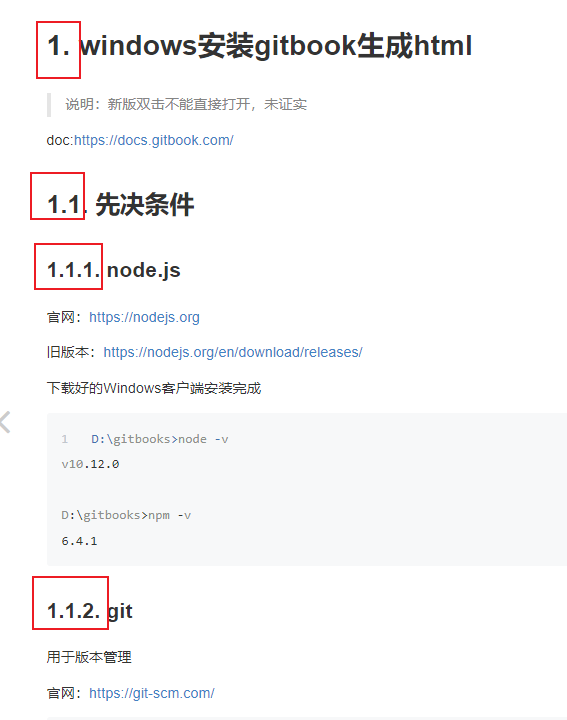 1. windows安装gitbook生成html
说明：新版双击不能直接打开，未证实
doc:https://docs.gitbook.com/
1.1. 先决条件
1.1.1. node.js
官网：https://nodejs.org
旧版本：https://nodejs.org/en/download/releases/
下载好的Windows客户端安装完成
1 D:\gitbooks>node -v
v10.12.0
D:\gitbooks>npm -v
6.4.1
1.1.2. git
用于版本管理
官网：https://git-scm.com/